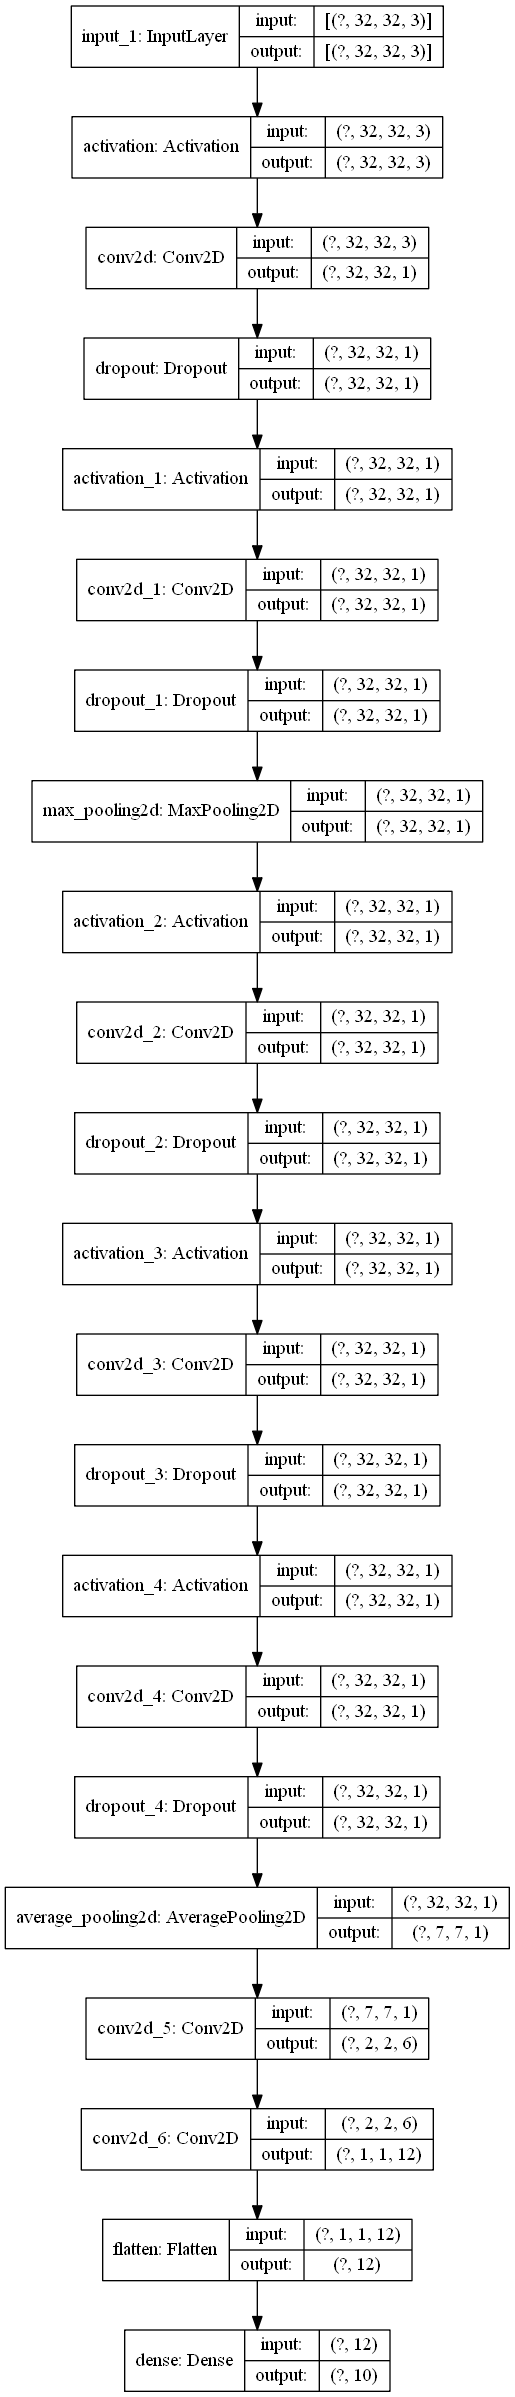 input_1: InputLayer
input: [(?, 32, 32, 3)]
output: [(?, 32, 32, 3)]
activation: Activation
input: (?, 32, 32, 3)
output: (?, 32, 32, 3)
conv2d: Conv2D
input: (?, 32, 32, 3)
output: (?, 32, 32, 1)
dropout: Dropout
input: (?, 32, 32, 1)
output: (?, 32, 32, 1)
activation_1: Activation
input: (?, 32, 32, 1)
output: (?, 32, 32, 1)
conv2d_1: Conv2D
input: (?, 32, 32, 1)
output: (?, 32, 32, 1)
dropout_1: Dropout
input: (?, 32, 32, 1)
output: (?, 32, 32, 1)
max_pooling2d: MaxPooling2D
input: (?, 32, 32, 1)
output: (?, 32, 32, 1)
activation_2: Activation
input: (?, 32, 32, 1)
output: (?, 32, 32, 1)
conv2d_2: Conv2D
input: (?, 32, 32, 1)
output: (?, 32, 32, 1)
dropout_2: Dropout
input: (?, 32, 32, 1)
output: (?, 32, 32, 1)
activation_3: Activation
input: (?, 32, 32, 1)
output: (?, 32, 32, 1)
conv2d_3: Conv2D
input: (?, 32, 32, 1)
output: (?, 32, 32, 1)
dropout_3: Dropout
input: (?, 32, 32, 1)
output: (?, 32, 32, 1)
activation_4: Activation
input: (?, 32, 32, 1)
output: (?, 32, 32, 1)
conv2d_4: Conv2D
input: (?, 32, 32, 1)
output: (?, 32, 32, 1)
dropout_4: Dropout
input: (?, 32, 32, 1)
output: (?, 32, 32, 1)
average_pooling2d: AveragePooling2D
input: (?, 32, 32, 1)
output: (?, 7, 7, 1)
conv2d_5: Conv2D
input: (?, 7, 7, 1)
output: (?, 2, 2, 6)
conv2d_6: Conv2D
input: (?, 2, 2, 6)
output: (?, 1, 1, 12)
flatten: Flatten
input: (?, 1, 1, 12)
output: (?, 12)
dense: Dense
input: (?, 12)
output: (?, 10)